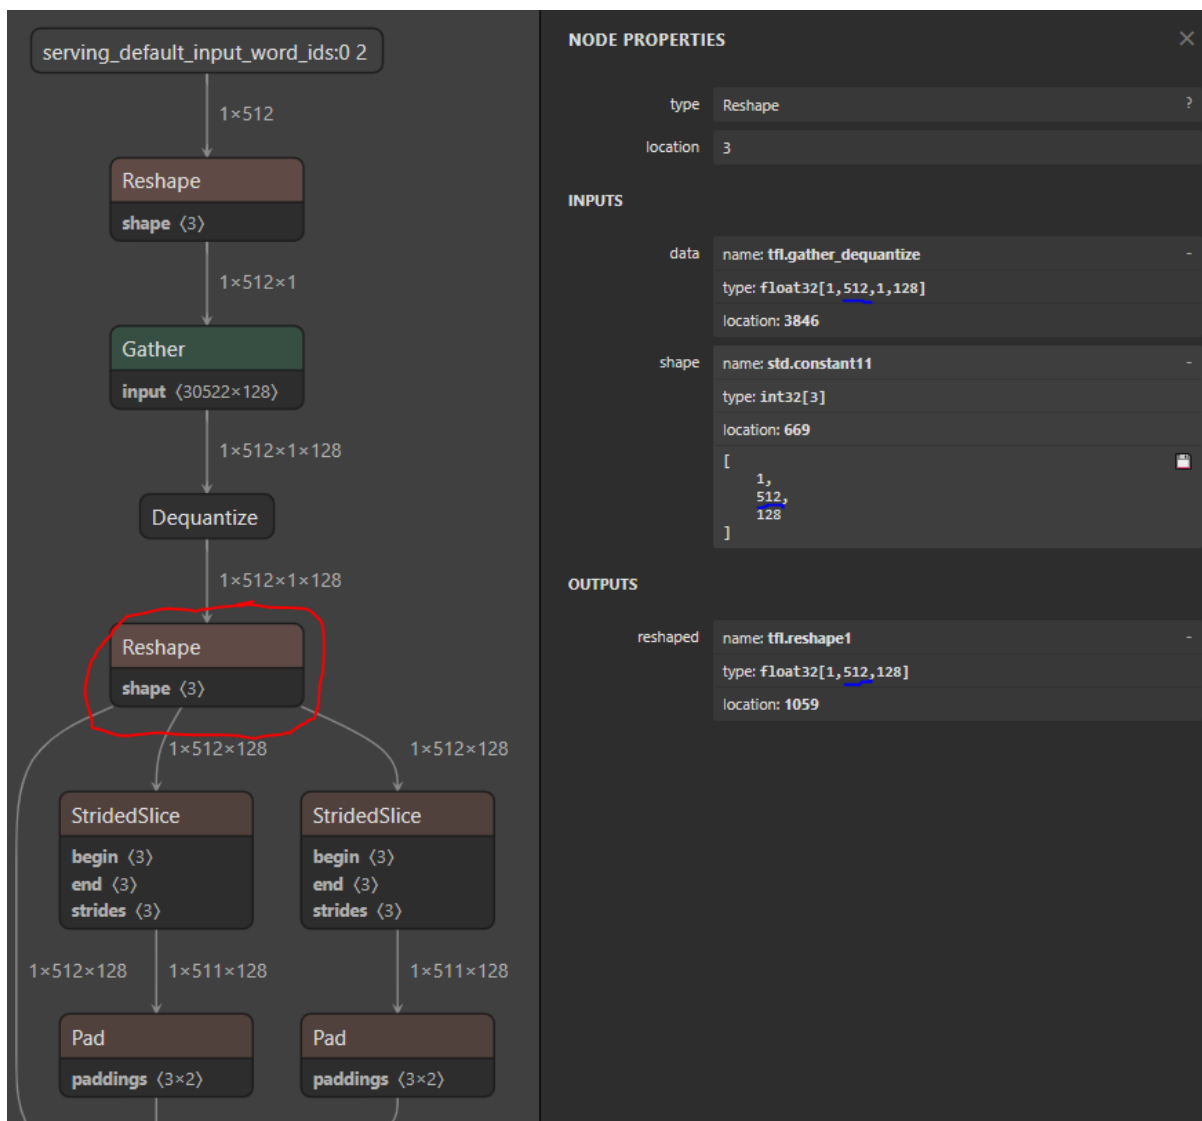 serving_default_input_word_ids:0 2
1×512
Reshape
shape ⟨3⟩
1×512×1
Gather
input ⟨30522×128⟩
1×512×1×128
Dequantize
1×512×1×128
Reshape
shape ⟨3⟩
1×512×128 1×512×128
StridedSlice StridedSlice
begin ⟨3⟩ begin ⟨3⟩
end ⟨3⟩ end ⟨3⟩
strides ⟨3⟩ strides ⟨3⟩
1×512×128 1×511×128 1×511×128
Pad Pad
paddings ⟨3×2⟩ paddings ⟨3×2⟩
NODE PROPERTIES ×
type Reshape ?
location 3
INPUTS
data name: tfl.gather_dequantize -
type: float32[1,512,1,128]
location: 3846
shape name: std.constant11 -
type: int32[3]
location: 669
[
1,
512,
128
]
OUTPUTS
reshaped name: tfl.reshape1 -
type: float32[1,512,128]
location: 1059